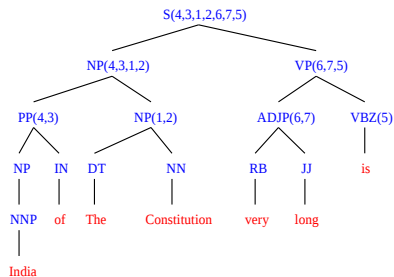 S(4,3,1,2,6,7,5)
NP(4,3,1,2) VP(6,7,5)
PP(4,3) NP(1,2) ADJP(6,7) VBZ(5)
NP IN DT NN RB JJ is
NNP of The Constitution very long
India